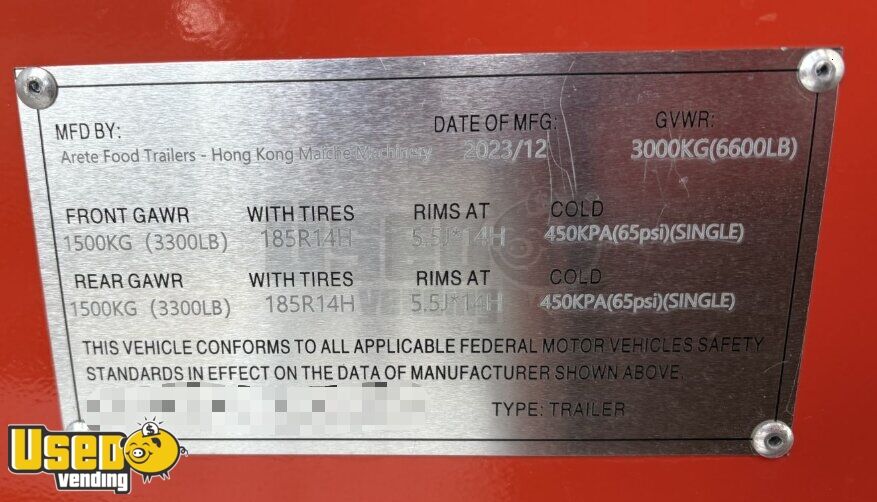 MFD BY: DATE OF MFG: GVWR:
Arete Food Trailers - Hong Kong Maiche Machinery 2023/12 3000KG(6600LB)
FRONT GAWR WITH TIRES RIMS AT COLD
1500KG (3300LB) 185R14H 5.5J*14H 450KPA(65psi)(SINGLE)
REAR GAWR WITH TIRES RIMS AT COLD
1500KG (3300LB) 185R14H 5.5J*14H 450KPA(65psi)(SINGLE)
THIS VEHICLE CONFORMS TO ALL APPLICABLE FEDERAL MOTOR VEHICLES SAFETY
STANDARDS IN EFFECT ON THE DATA OF MANUFACTURER SHOWN ABOVE.
TYPE: TRAILER
USED
vending